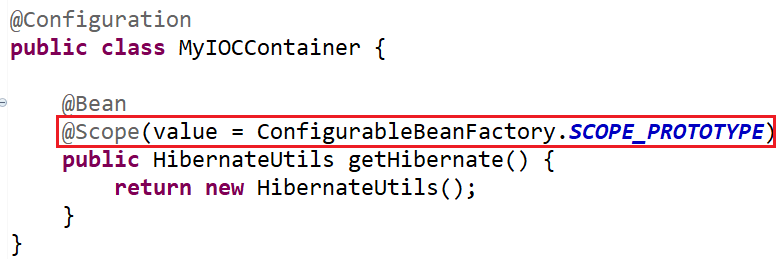 @Configuration
public class MyIOCContainer {
@Bean
@Scope(value = ConfigurableBeanFactory.SCOPE_PROTOTYPE)
public HibernateUtils getHibernate() {
return new HibernateUtils();
}
}